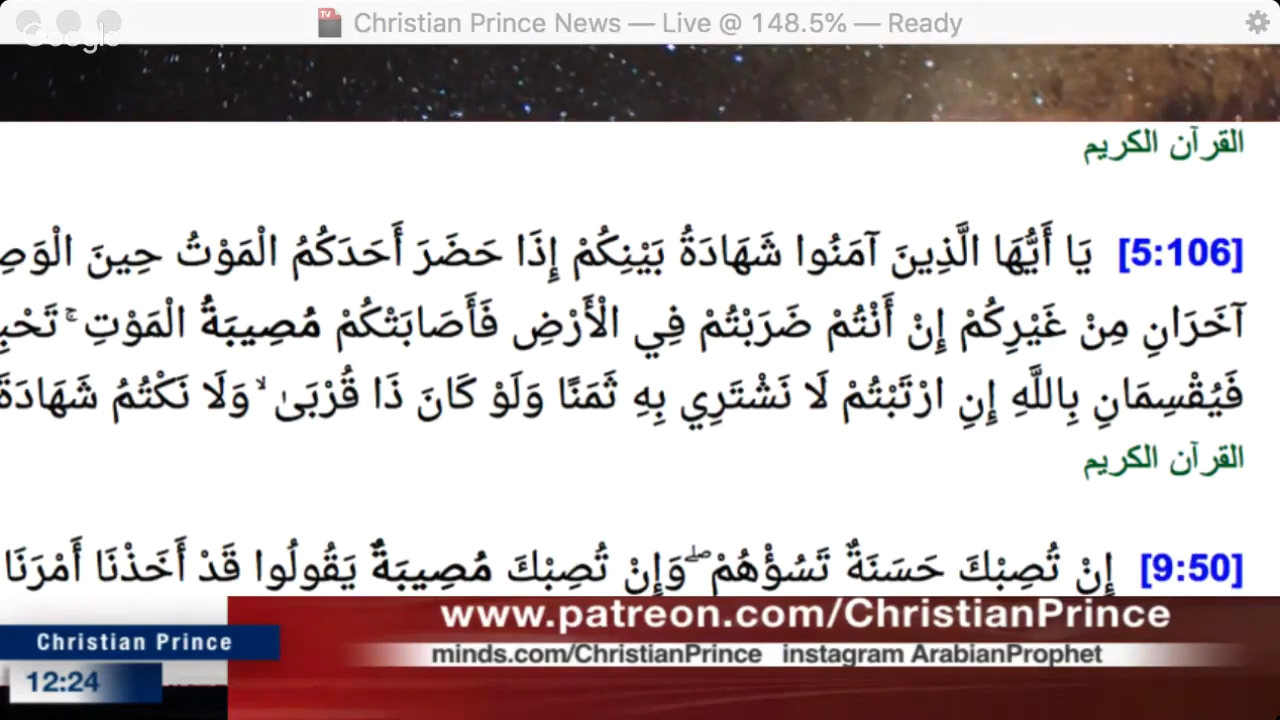 Christian Prince News — Live @ 148.5% — Ready
Google
القرآن الكريم
[5:106] يَا أَيُّهَا الَّذِينَ آمَنُوا شَهَادَةُ بَيْنِكُمْ إِذَا حَضَرَ أَحَدَكُمُ الْمَوْتُ حِينَ الْوَصِ
آخَرَانِ مِنْ غَيْرِكُمْ إِنْ أَنْتُمْ ضَرَبْتُمْ فِي الْأَرْضِ فَأَصَابَتْكُمْ مُصِيبَةُ الْمَوْتِ ۚ تَحْبِ
فَيُقْسِمَانِ بِاللَّهِ إِنِ ارْتَبْتُمْ لَا نَشْتَرِي بِهِ ثَمَنًا وَلَوْ كَانَ ذَا قُرْبَىٰ ۙ وَلَا نَكْتُمُ شَهَادَةَ
القرآن الكريم
[9:50] إِنْ تُصِبْكَ حَسَنَةٌ تَسُؤْهُمْ ۖ وَإِنْ تُصِبْكَ مُصِيبَةٌ يَقُولُوا قَدْ أَخَذْنَا أَمْرَنَا
www.patreon.com/ChristianPrince
Christian Prince
minds.com/ChristianPrince instagram ArabianProphet
12:24